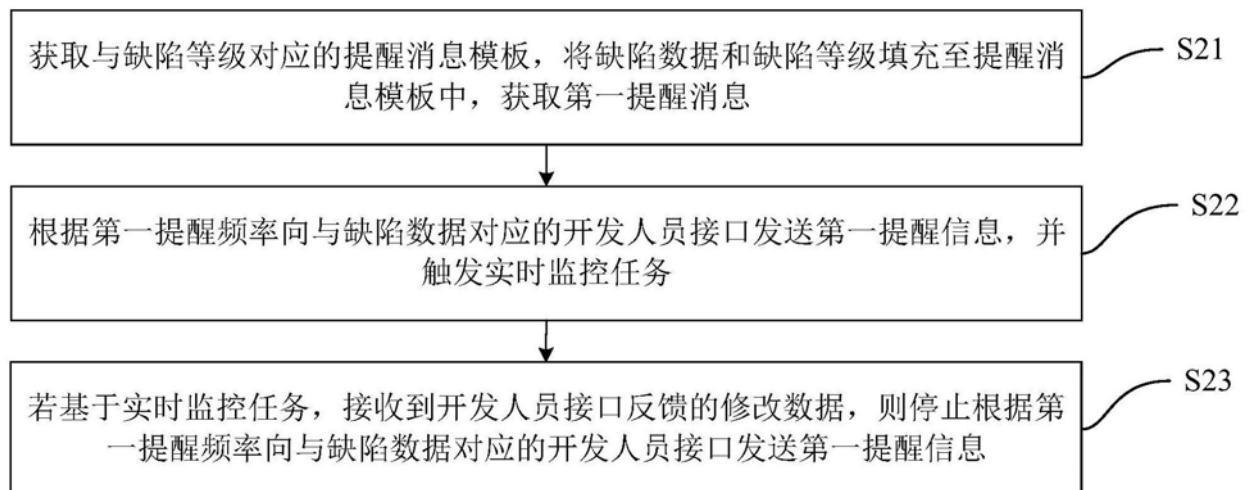 获取与缺陷等级对应的提醒消息模板，将缺陷数据和缺陷等级填充至提醒消
息模板中，获取第一提醒消息
S21
根据第一提醒频率向与缺陷数据对应的开发人员接口发送第一提醒信息，并
触发实时监控任务
S22
若基于实时监控任务，接收到开发人员接口反馈的修改数据，则停止根据第
一提醒频率向与缺陷数据对应的开发人员接口发送第一提醒信息
S23